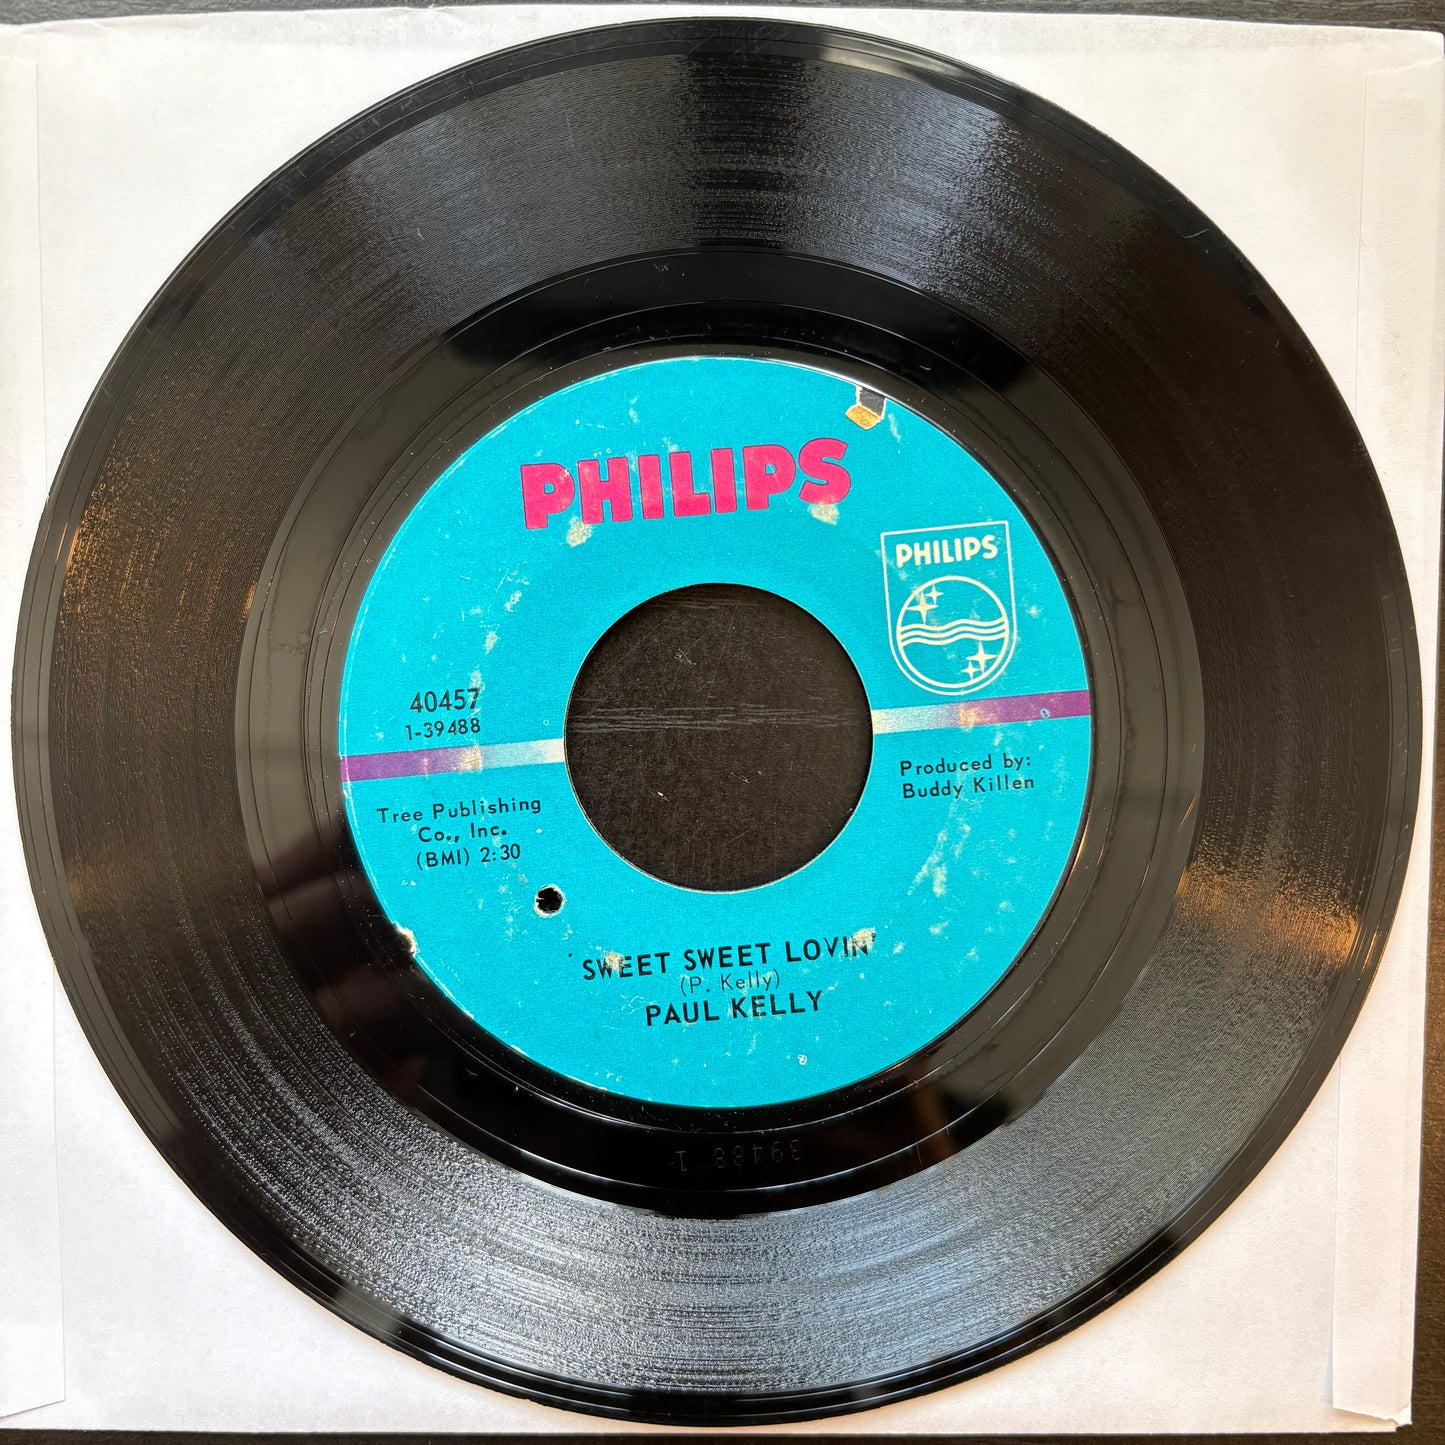 PHILIPS
PHILIPS
40457
1-39488
Tree Publishing
Co., Inc.
(BMI) 2:30
Produced by:
Buddy Killen
SWEET SWEET LOVIN'
(P. Kelly)
PAUL KELLY
39488 1